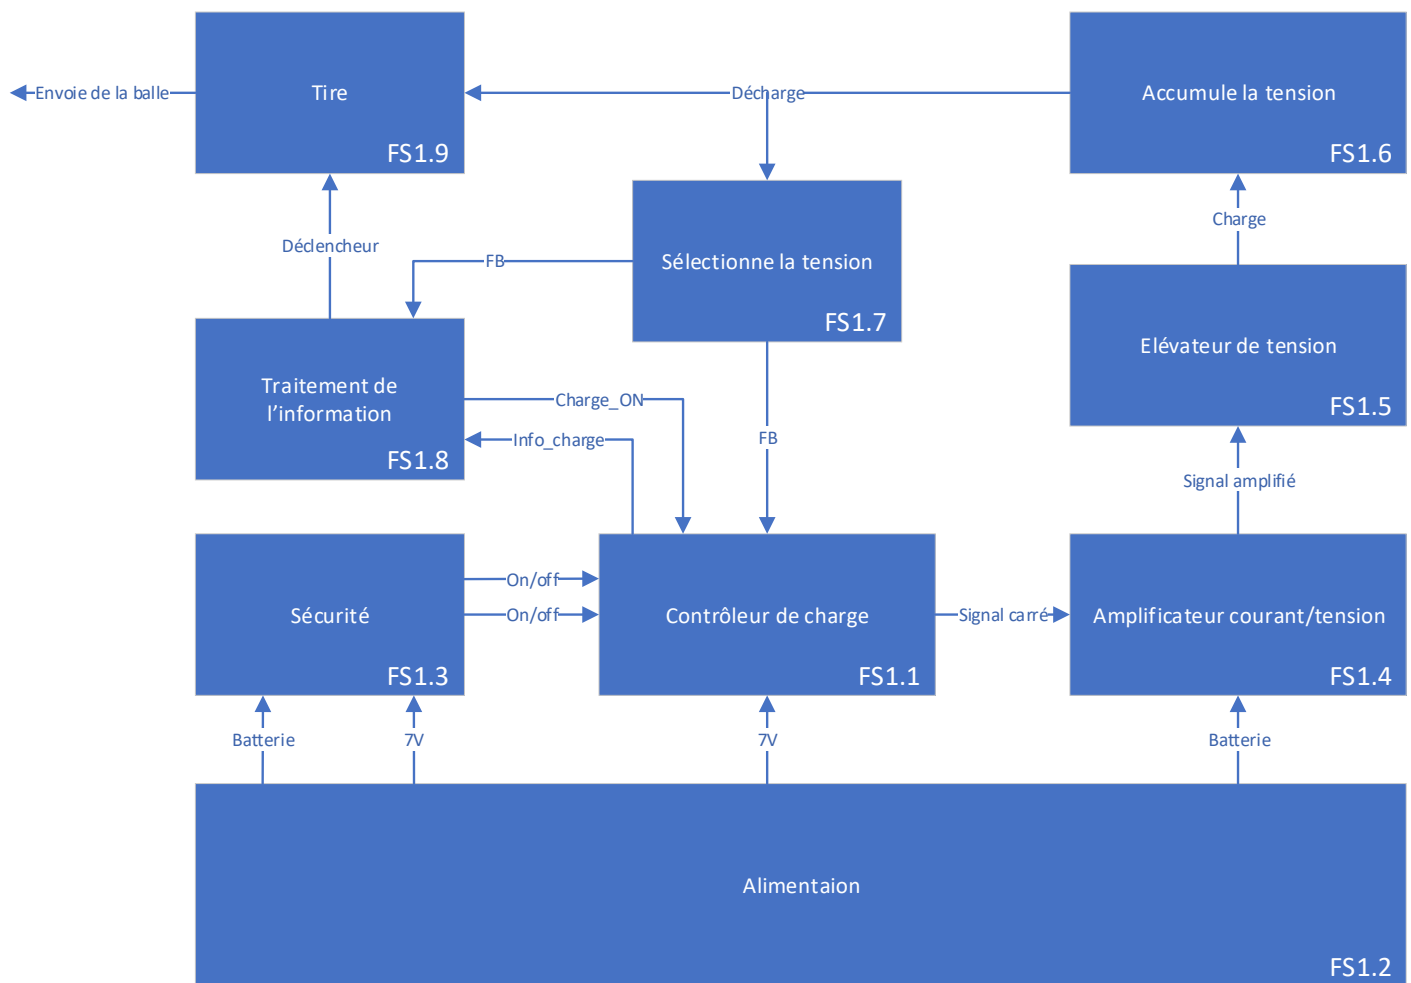 Tire
FS1.9
Envoie de la balle
Décharge
Accumule la tension
FS1.6
Déclencheur
FB
Sélectionne la tension
FS1.7
Charge
Elévateur de tension
FS1.5
Traitement de
l’information
FS1.8
Charge_ON
Info_charge
FB
Signal amplifié
Sécurité
FS1.3
On/off
On/off
Contrôleur de charge
FS1.1
Signal carré
Amplificateur courant/tension
FS1.4
Batterie
7V
7V
Batterie
Alimentaion
FS1.2